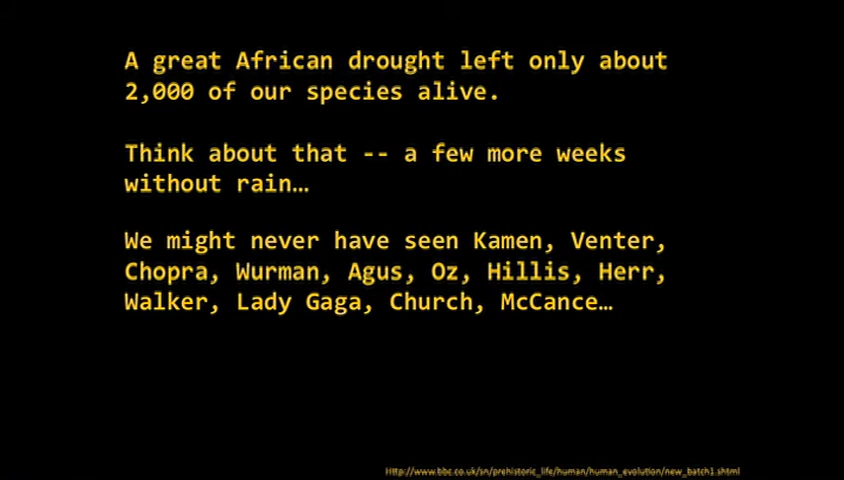 A great African drought left only about
2,000 of our species alive.
Think about that -- a few more weeks
without rain…
We might never have seen Kamen, Venter,
Chopra, Wurman, Agus, Oz, Hillis, Herr,
Walker, Lady Gaga, Church, McCance…
Http://www.bbc.co.uk/sn/prehistoric_life/human/human_evolution/new_batch1.shtml